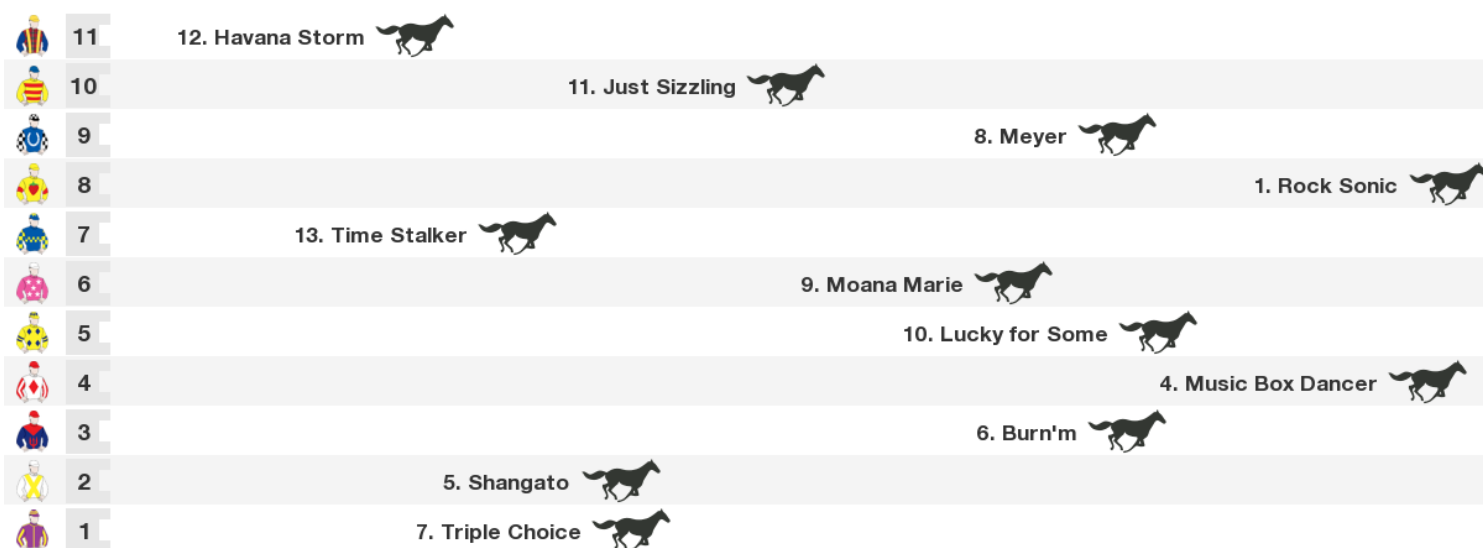 11 12. Havana Storm
10 11. Just Sizzling
9 8. Meyer
8 1. Rock Sonic
7 13. Time Stalker
6 9. Moana Marie
5 10. Lucky for Some
4 4. Music Box Dancer
3 6. Burn'm
2 5. Shangato
1 7. Triple Choice